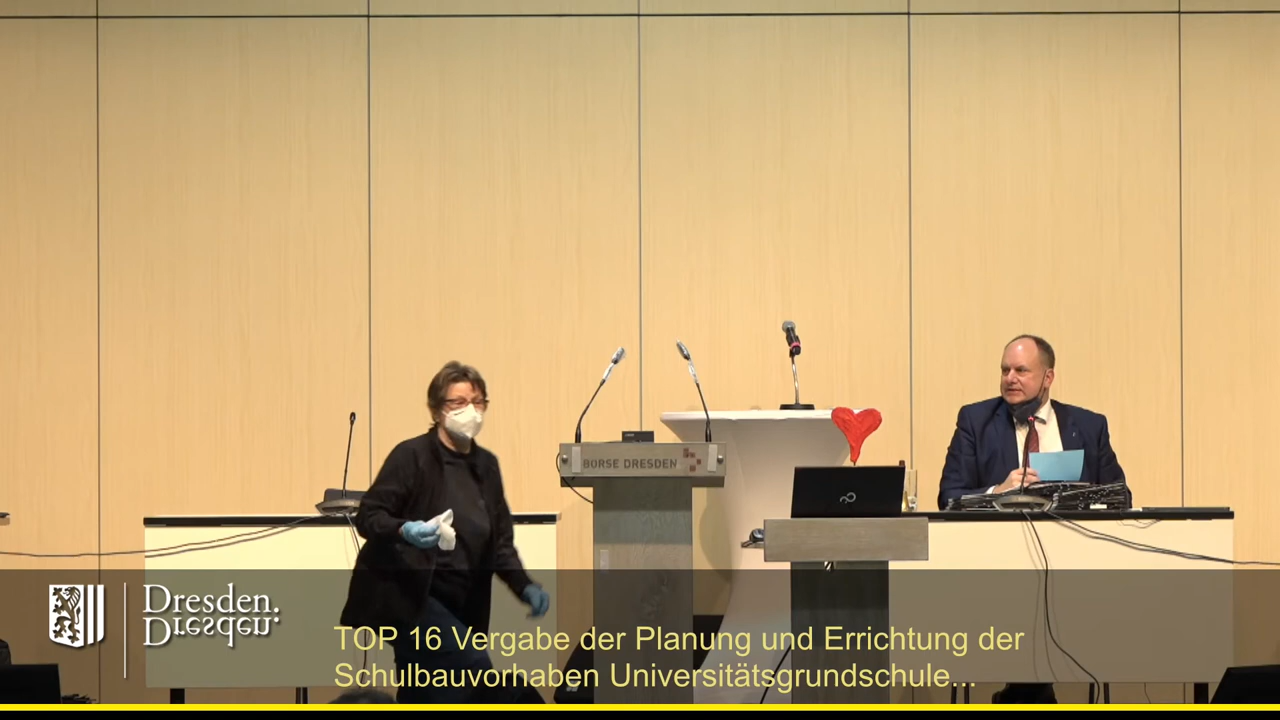 BÖRSE DRESDEN
Dresden.
Dresden.
TOP 16 Vergabe der Planung und Errichtung der
Schulbauvorhaben Universitätsgrundschule...